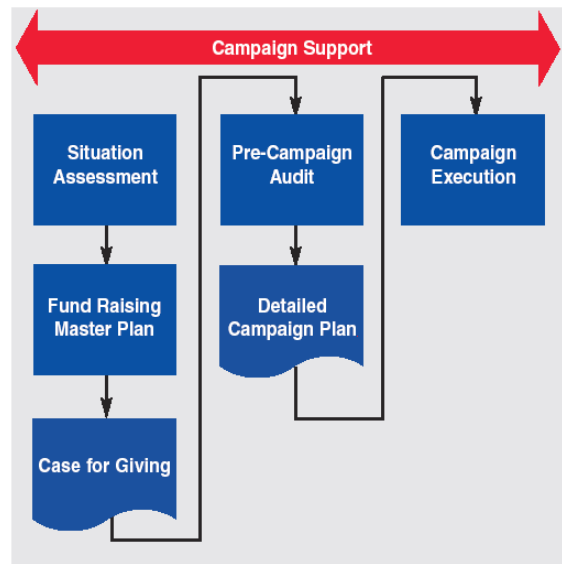 Campaign Support
Situation
Assessment
Fund Raising
Master Plan
Case for Giving
Pre-Campaign
Audit
Detailed
Campaign Plan
Campaign
Execution